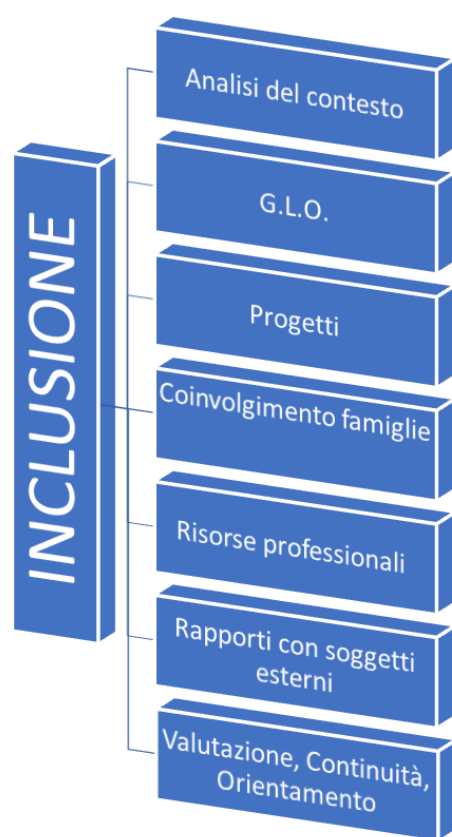 INCLUSIONE
Analisi del contesto
G.L.O.
Progetti
Coinvolgimento famiglie
Risorse professionali
Rapporti con soggetti
esterni
Valutazione, Continuità,
Orientamento